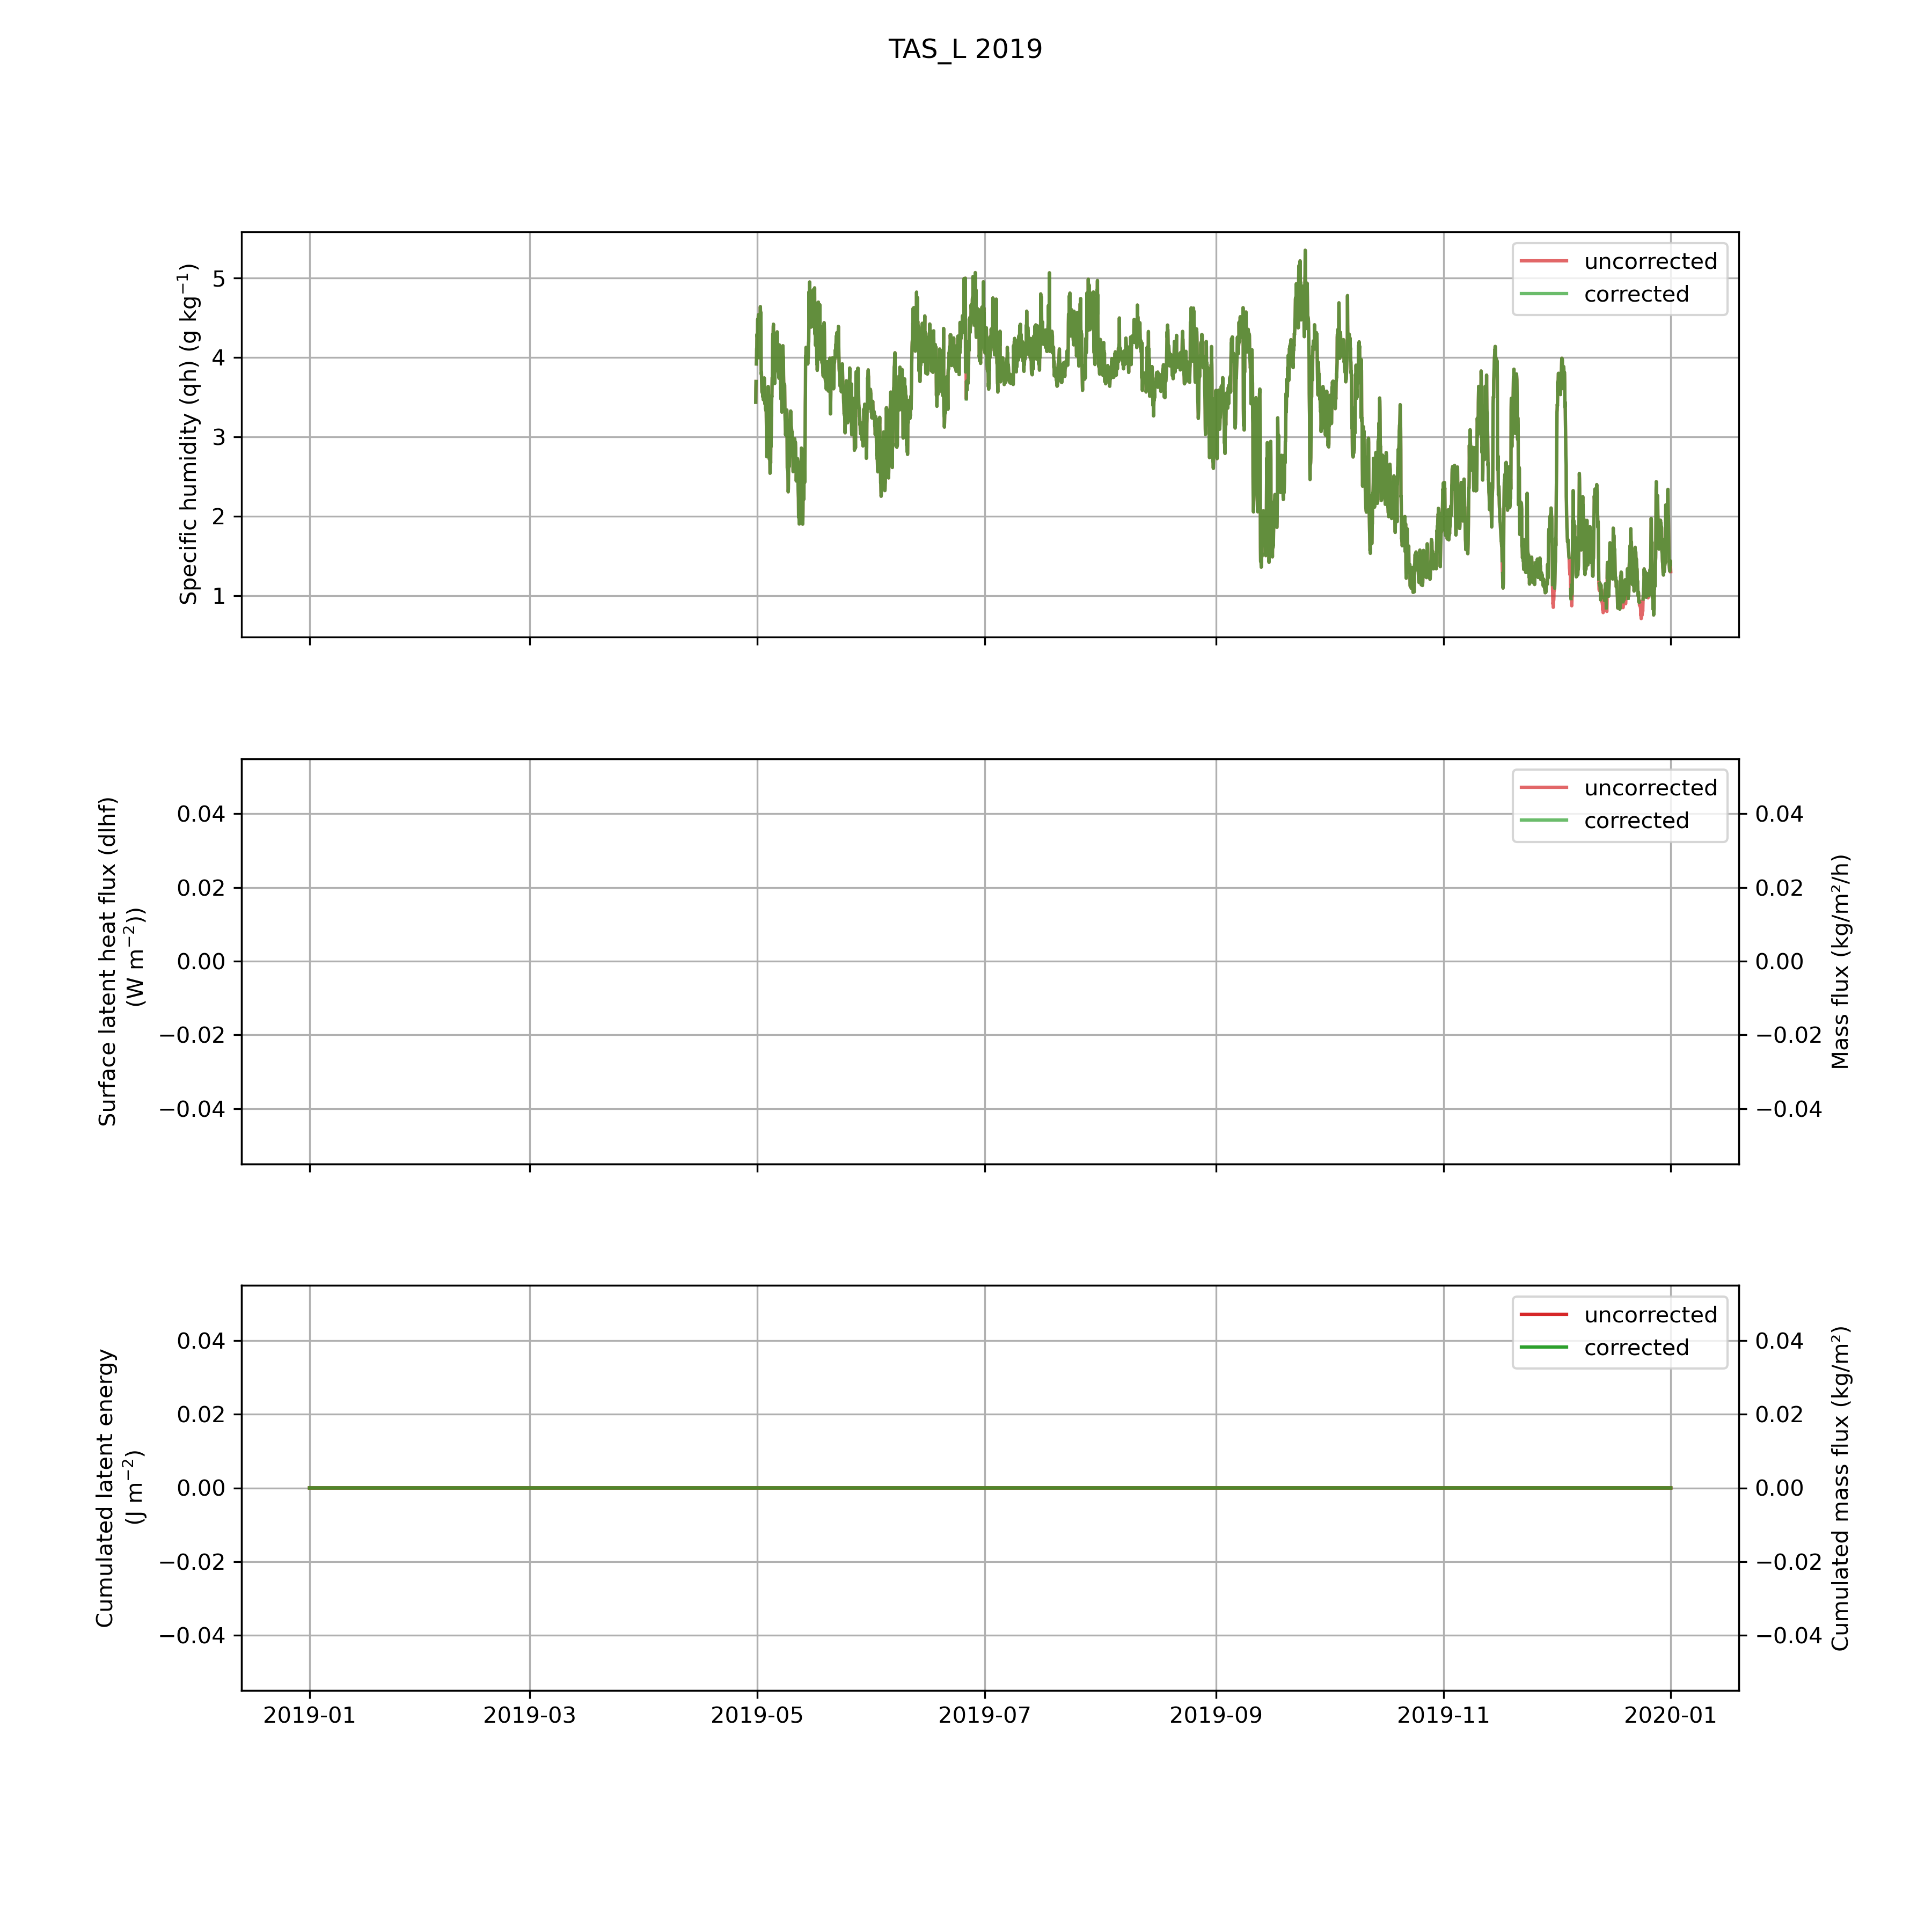 TAS_L 2019
Specific humidity (qh) (g kg⁻¹)
5
4
3
2
1
uncorrected
corrected
Surface latent heat flux (dlhf)
(W m⁻²))
0.04
0.02
0.00
−0.02
−0.04
uncorrected
corrected
0.04
0.02
0.00
−0.02
−0.04
Mass flux (kg/m²/h)
Cumulated latent energy
(J m⁻²)
0.04
0.02
0.00
−0.02
−0.04
uncorrected
corrected
0.04
0.02
0.00
−0.02
−0.04
Cumulated mass flux (kg/m²)
2019-01 2019-03 2019-05 2019-07 2019-09 2019-11 2020-01